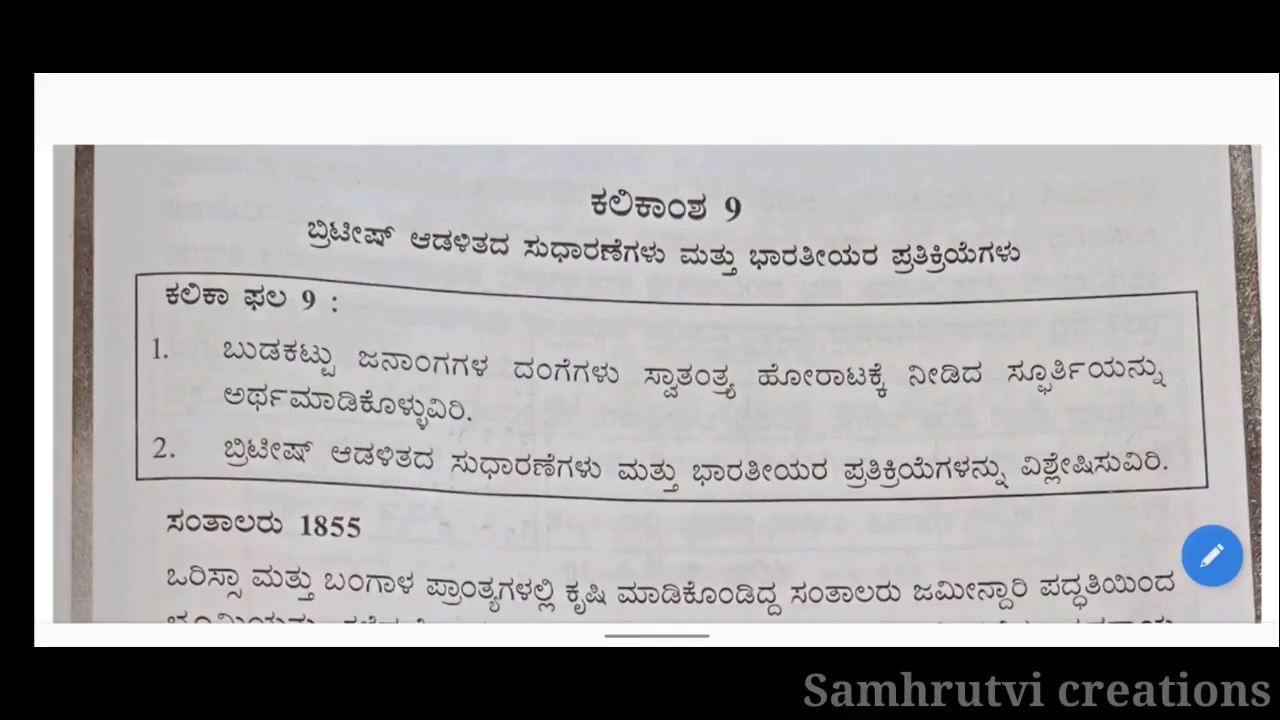 ಕಲಿಕಾಂಶ 9
ಬ್ರಿಟೀಷ್ ಆಡಳಿತದ ಸುಧಾರಣೆಗಳು ಮತ್ತು ಭಾರತೀಯರ ಪ್ರತಿಕ್ರಿಯೆಗಳು
ಕಲಿಕಾ ಫಲ 9 :
1. ಬುಡಕಟ್ಟು ಜನಾಂಗಗಳ ದಂಗೆಗಳು ಸ್ವಾತಂತ್ರ್ಯ ಹೋರಾಟಕ್ಕೆ ನೀಡಿದ ಸ್ಫೂರ್ತಿಯನ್ನು
ಅರ್ಥಮಾಡಿಕೊಳ್ಳುವಿರಿ.
2. ಬ್ರಿಟೀಷ್ ಆಡಳಿತದ ಸುಧಾರಣೆಗಳು ಮತ್ತು ಭಾರತೀಯರ ಪ್ರತಿಕ್ರಿಯೆಗಳನ್ನು ವಿಶ್ಲೇಷಿಸುವಿರಿ.
ಸಂತಾಲರು 1855
ಒರಿಸ್ಸಾ ಮತ್ತು ಬಂಗಾಳ ಪ್ರಾಂತ್ಯಗಳಲ್ಲಿ ಕೃಷಿ ಮಾಡಿಕೊಂಡಿದ್ದ ಸಂತಾಲರು ಜಮೀನ್ದಾರಿ ಪದ್ಧತಿಯಿಂದ
Samhrutvi creations